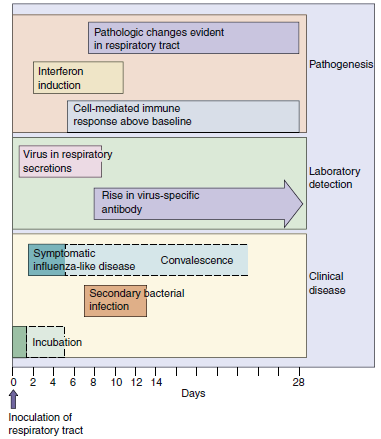 Pathologic changes evident
in respiratory tract
Pathogenesis
Interferon
induction
Cell-mediated immune
response above baseline
Virus in respiratory
secretions
Laboratory
detection
Rise in virus-specific
antibody
Symptomatic
influenza-like disease
Convalescence
Clinical
disease
Secondary bacterial
infection
Incubation
0 2 4 6 8 10 12 14 28
Days
Inoculation of
respiratory tract